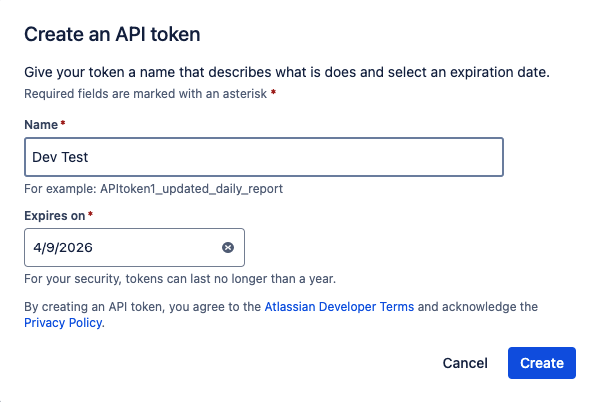 Create an API token
Give your token a name that describes what is does and select an expiration date.
Required fields are marked with an asterisk *
Name *
Dev Test
For example: APItoken1_updated_daily_report
Expires on *
4/9/2026
For your security, tokens can last no longer than a year.
By creating an API token, you agree to the Atlassian Developer Terms and acknowledge the
Privacy Policy.
Cancel Create